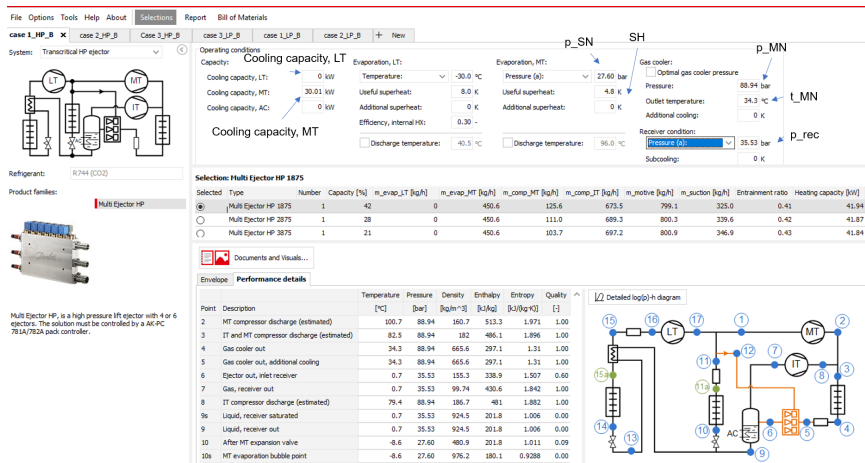 File Options Tools Help About Selections Report Bill of Materials
case 1_HP_B × case 2_HP_B Case 3_HP_B case 3_LP_B case 1_LP_B case 2_LP_B + New
System: Transcritical HP ejector
LT MT IT AC
Refrigerant: R744 (CO2)
Product families:
Multi Ejector HP
Multi Ejector HP, is a high pressure lift ejector with 4 or 6
ejectors. The solution must be controlled by a AK-PC
781A/782A pack controller.
Operating conditions
Capacity:
Cooling capacity, LT
Cooling capacity, LT: 0 kW
Cooling capacity, MT: 30.01 kW
Cooling capacity, AC: 0 kW
Cooling capacity, MT
Evaporation, LT:
Temperature: -30.0 °C
Useful superheat: 8.0 K
Additional superheat: 0 K
Efficiency, internal HX: 0.30 -
Discharge temperature: 40.5 °C
p_SN
SH
Evaporation, MT:
Pressure (a): 27.60 bar
Useful superheat: 4.8 K
Additional superheat: 0 K
Discharge temperature: 96.0 °C
p_MN
Gas cooler:
Optimal gas cooler pressure
Pressure: 88.94 bar
t_MN
Outlet temperature: 34.3 °C
Additional cooling: 0 K
Receiver condition:
p_rec
Pressure (a): 35.53 bar
Subcooling: 0 K
Selection: Multi Ejector HP 1875
Selected Type Number Capacity [%] m_evap_LT [kg/h] m_evap_MT [kg/h] m_comp_MT [kg/h] m_comp_IT [kg/h] m_motive [kg/h] m_suction [kg/h] Entrainment ratio Heating capacity [kW]
Multi Ejector HP 1875 1 42 0 450.6 125.6 673.5 799.1 325.0 0.41 41.94
Multi Ejector HP 2875 1 28 0 450.6 111.0 689.3 800.3 339.6 0.42 41.87
Multi Ejector HP 3875 1 21 0 450.6 103.7 697.2 800.9 346.9 0.43 41.84
Documents and Visuals...
Envelope Performance details
Temperature Pressure Density Enthalpy Entropy Quality
Point Description [°C] [bar] [kg/m^3] [kJ/kg] [kJ/(kg·K)] [-]
2 MT compressor discharge (estimated) 100.7 88.94 160.7 513.3 1.971 1.00
3 IT and MT compressor discharge (estimated) 82.5 88.94 182 486.1 1.896 1.00
4 Gas cooler out 34.3 88.94 665.6 297.1 1.31 1.00
5 Gas cooler out, additional cooling 34.3 88.94 665.6 297.1 1.31 1.00
6 Ejector out, inlet receiver 0.7 35.53 155.3 338.9 1.507 0.60
7 Gas, receiver out 0.7 35.53 99.74 430.6 1.842 1.00
8 IT compressor discharge (estimated) 79.4 88.94 186.7 481 1.882 1.00
9s Liquid, receiver saturated 0.7 35.53 924.5 201.8 1.006 0.00
9 Liquid, receiver out 0.7 35.53 924.5 201.8 1.006 0.00
10 After MT expansion valve -8.6 27.60 480.9 201.8 1.011 0.09
10s MT evaporation bubble point -8.6 27.60 976.2 180.1 0.9288 0.00
Detailed log(p)-h diagram
15 16 LT 17 1 MT 2
11 12 7 IT 8 3
15a 11a
14 13 10 AC 6 5 4
9